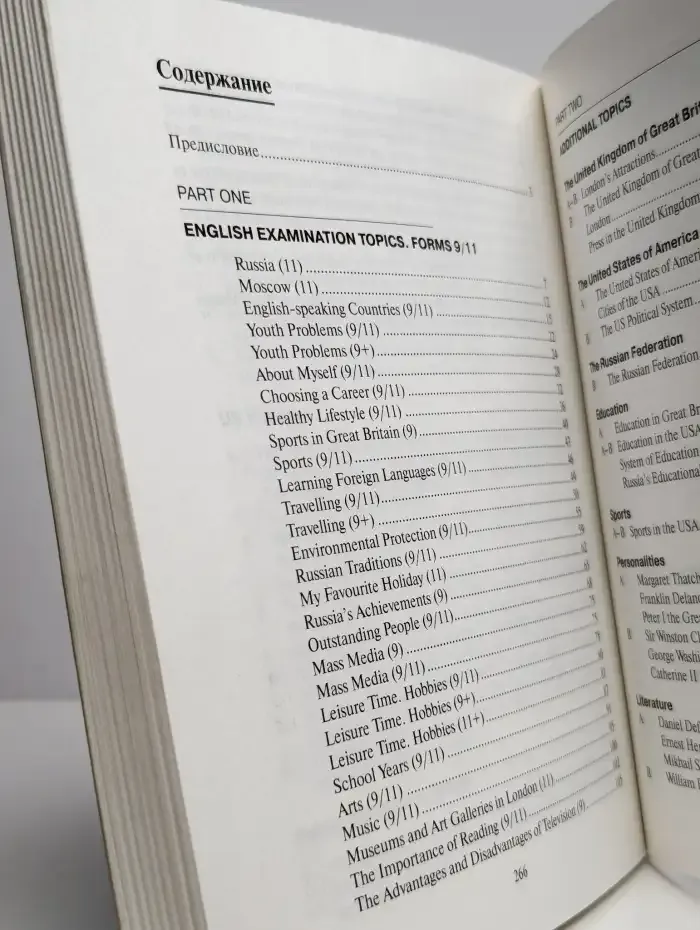 Содержание
Предисловие
PART ONE
ENGLISH EXAMINATION TOPICS. FORMS 9/11
Russia (11)
Moscow (11)
English-speaking Countries (9/11)
Youth Problems (9/11)
Youth Problems (9+)
About Myself (9/11)
Choosing a Career (9/11)
Healthy Lifestyle (9/11)
Sports in Great Britain (9)
Sports (9/11)
Learning Foreign Languages (9/11)
Travelling (9/11)
Travelling (9+)
Environmental Protection (9/11)
Russian Traditions (9/11)
My Favourite Holiday (11)
Russia's Achievements (9)
Outstanding People (9/11)
Mass Media (9)
Mass Media (9/11)
Leisure Time. Hobbies (9/11)
Leisure Time. Hobbies (9+)
Leisure Time. Hobbies (11+)
School Years (9/11)
Arts (9/11)
Music (9/11)
Museums and Art Galleries in London (11)
The Importance of Reading (9/11)
The Advantages and Disadvantages of Television (9)
266
PART TWO
ADDITIONAL TOPICS
The United Kingdom of Great
A-B London's Attractions
B The United Kingdom of Great
London
Press in the United Kingdom
The United States of America
A The United States of
Cities of the USA
B The US Political System
The Russian Federation
B The Russian Federation
Education
A Education in Great
A-B Education in the USA
System of Education
Russia's
Sports
A-B Sports in the USA
Personalities
A Margaret
Franklin
Peter I the
B Sir Winston
George
Catherine II
Literature
A Daniel
Ernest
Mikhail
B William